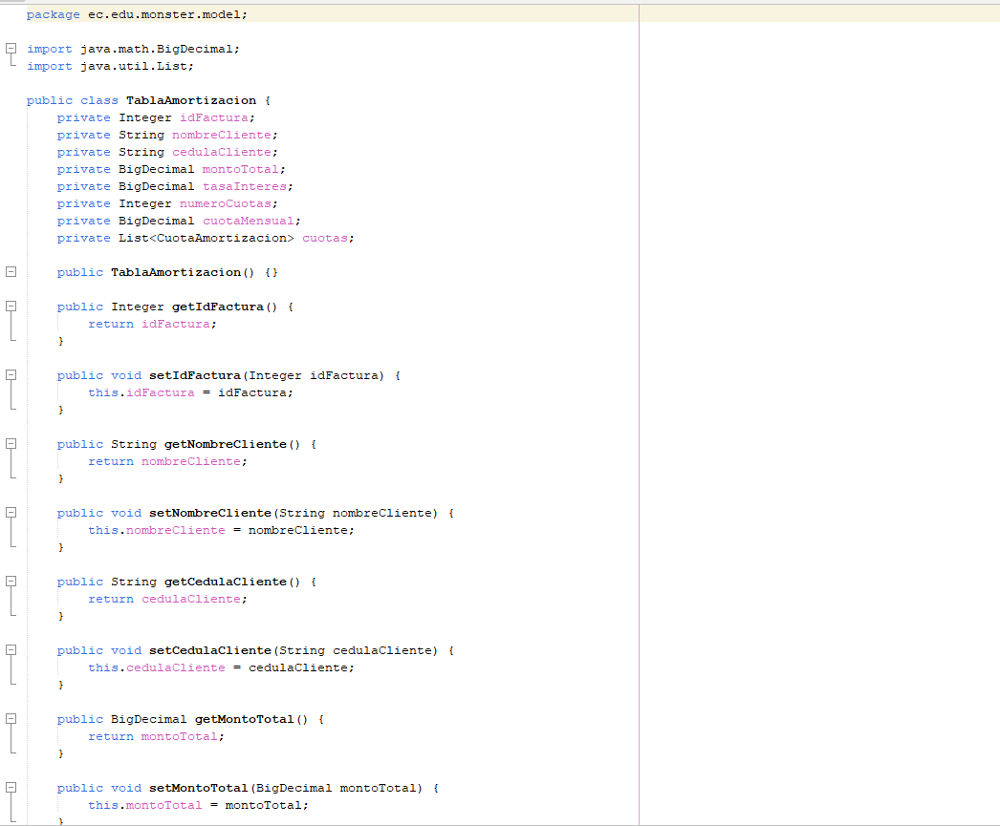 package ec.edu.monster.model;
import java.math.BigDecimal;
import java.util.List;
public class TablaAmortizacion {
private Integer idFactura;
private String nombreCliente;
private String cedulaCliente;
private BigDecimal montoTotal;
private BigDecimal tasaInteres;
private Integer numeroCuotas;
private BigDecimal cuotaMensual;
private List<CuotaAmortizacion> cuotas;
public TablaAmortizacion() {}
public Integer getIdFactura() {
return idFactura;
}
public void setIdFactura(Integer idFactura) {
this.idFactura = idFactura;
}
public String getNombreCliente() {
return nombreCliente;
}
public void setNombreCliente(String nombreCliente) {
this.nombreCliente = nombreCliente;
}
public String getCedulaCliente() {
return cedulaCliente;
}
public void setCedulaCliente(String cedulaCliente) {
this.cedulaCliente = cedulaCliente;
}
public BigDecimal getMontoTotal() {
return montoTotal;
}
public void setMontoTotal(BigDecimal montoTotal) {
this.montoTotal = montoTotal;
}